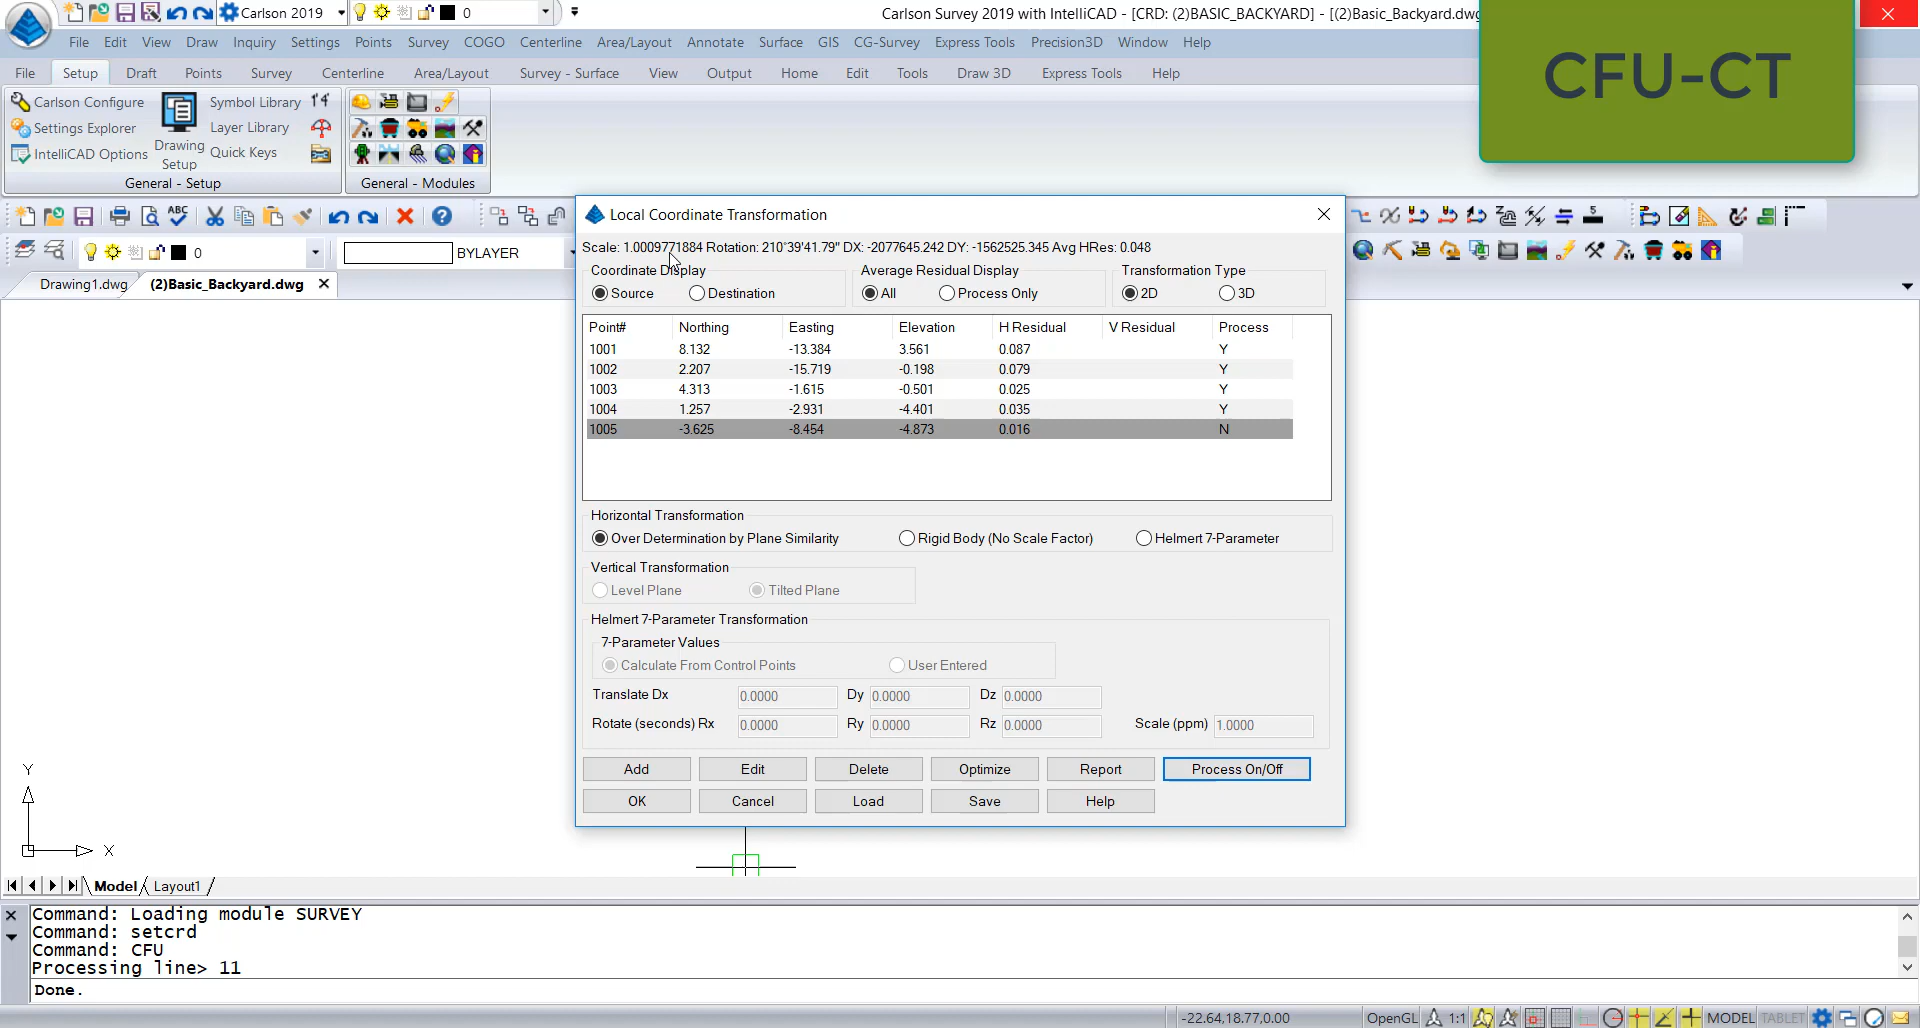 Carlson 2019
0
Carlson Survey 2019 with IntelliCAD - [CRD: (2)BASIC_BACKYARD] - [(2)Basic_Backyard.dwg
CFU-CT
File Edit View Draw Inquiry Settings Points Survey COGO Centerline Area/Layout Annotate Surface GIS CG-Survey Express Tools Precision3D Window Help
File Setup Draft Points Survey Centerline Area/Layout Survey - Surface View Output Home Edit Tools Draw 3D Express Tools Help
Carlson Configure
Settings Explorer
IntelliCAD Options
Drawing
Setup
Symbol Library
Layer Library
Quick Keys
General - Setup
General - Modules
ABC
0
BYLAYER
Drawing1.dwg
(2)Basic_Backyard.dwg
Local Coordinate Transformation
Scale: 1.0009771884 Rotation: 210°39'41.79" DX: -2077645.242 DY: -1562525.345 Avg HRes: 0.048
Coordinate Display
Source Destination
Average Residual Display
All Process Only
Transformation Type
2D 3D
Point# Northing Easting Elevation H Residual V Residual Process
1001 8.132 -13.384 3.561 0.087 Y
1002 2.207 -15.719 -0.198 0.079 Y
1003 4.313 -1.615 -0.501 0.025 Y
1004 1.257 -2.931 -4.401 0.035 Y
1005 -3.625 -8.454 -4.873 0.016 N
Horizontal Transformation
Over Determination by Plane Similarity Rigid Body (No Scale Factor) Helmert 7-Parameter
Vertical Transformation
Level Plane Tilted Plane
Helmert 7-Parameter Transformation
7-Parameter Values
Calculate From Control Points User Entered
Translate Dx 0.0000 Dy 0.0000 Dz 0.0000
Rotate (seconds) Rx 0.0000 Ry 0.0000 Rz 0.0000 Scale (ppm) 1.0000
Add Edit Delete Optimize Report Process On/Off
OK Cancel Load Save Help
Y
X
Model Layout1
Command: Loading module SURVEY
Command: setcrd
Command: CFU
Processing line> 11
Done.
-22.64,18.77,0.00 OpenGL 1:1 MODEL TABLET